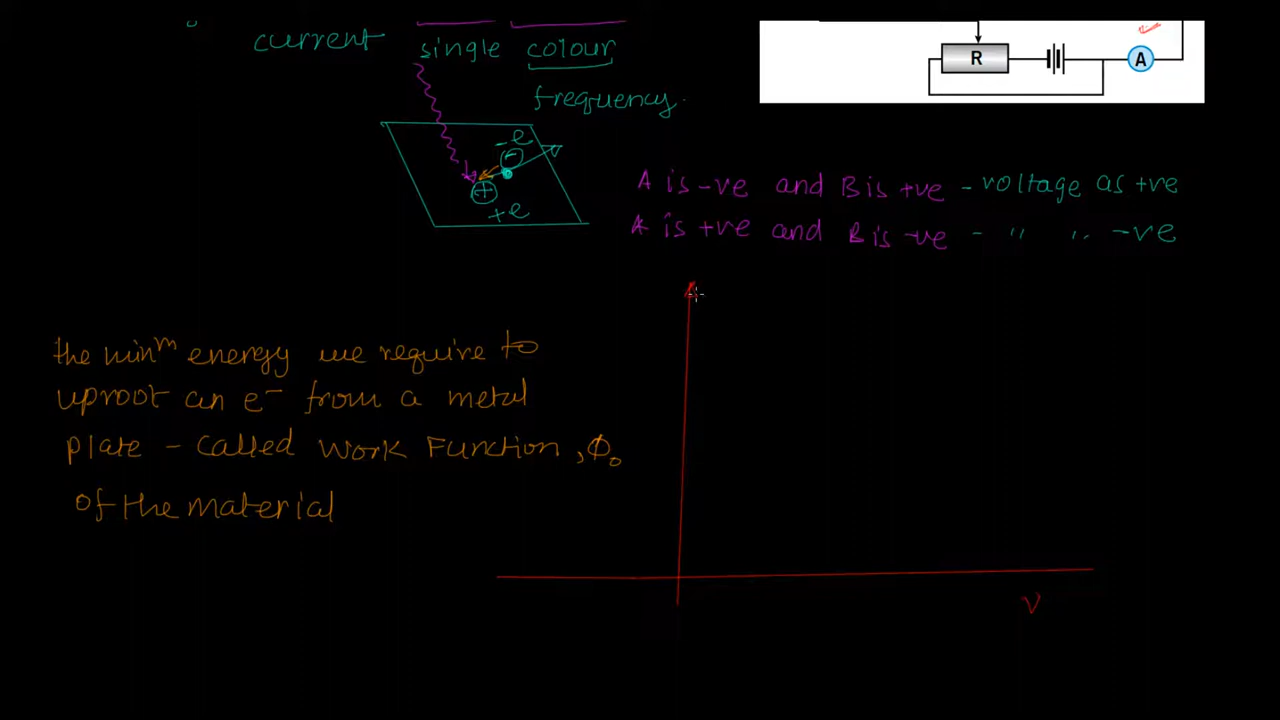 current single colour
frequency.
-e
+
+e
R
A
A is -ve and B is +ve - voltage as +ve
A is +ve and B is -ve - " " -ve
the minᵐ energy we require to
uproot an e⁻ from a metal
plate - called Work Function, Φ₀
of the material
V